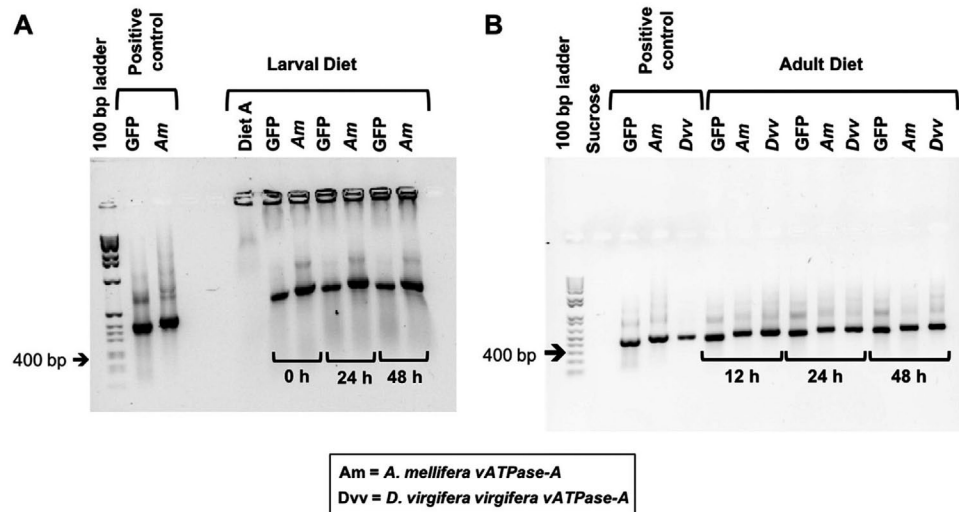 A
100 bp ladder
Positive control
GFP
Am
Larval Diet
Diet A
GFP
Am
GFP
Am
GFP
Am
400 bp
0 h
24 h
48 h
B
100 bp ladder
Sucrose
Positive control
GFP
Am
Dvv
Adult Diet
GFP
Am
Dvv
GFP
Am
Dvv
GFP
Am
Dvv
400 bp
12 h
24 h
48 h
Am = A. mellifera vATPase-A
Dvv = D. virgifera virgifera vATPase-A